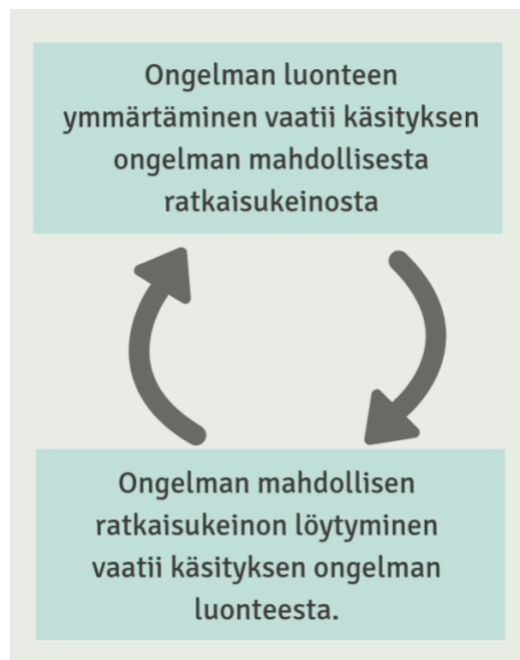 Ongelman luonteen
ymmärtäminen vaatii käsityksen
ongelman mahdollisesta
ratkaisukeinosta
Ongelman mahdollisen
ratkaisukeinon löytyminen
vaatii käsityksen ongelman
luonteesta.